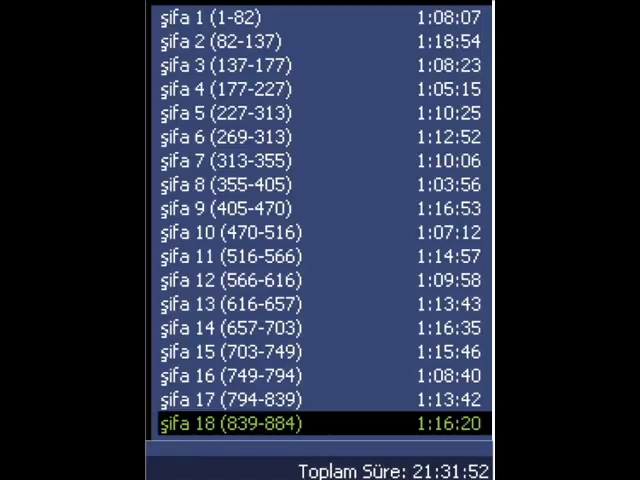 şifa 1 (1-82) 1:08:07
şifa 2 (82-137) 1:18:54
şifa 3 (137-177) 1:08:23
şifa 4 (177-227) 1:05:15
şifa 5 (227-313) 1:10:25
şifa 6 (269-313) 1:12:52
şifa 7 (313-355) 1:10:06
şifa 8 (355-405) 1:03:56
şifa 9 (405-470) 1:16:53
şifa 10 (470-516) 1:07:12
şifa 11 (516-566) 1:14:57
şifa 12 (566-616) 1:09:58
şifa 13 (616-657) 1:13:43
şifa 14 (657-703) 1:16:35
şifa 15 (703-749) 1:15:46
şifa 16 (749-794) 1:08:40
şifa 17 (794-839) 1:13:42
şifa 18 (839-884) 1:16:20
Toplam Süre: 21:31:52